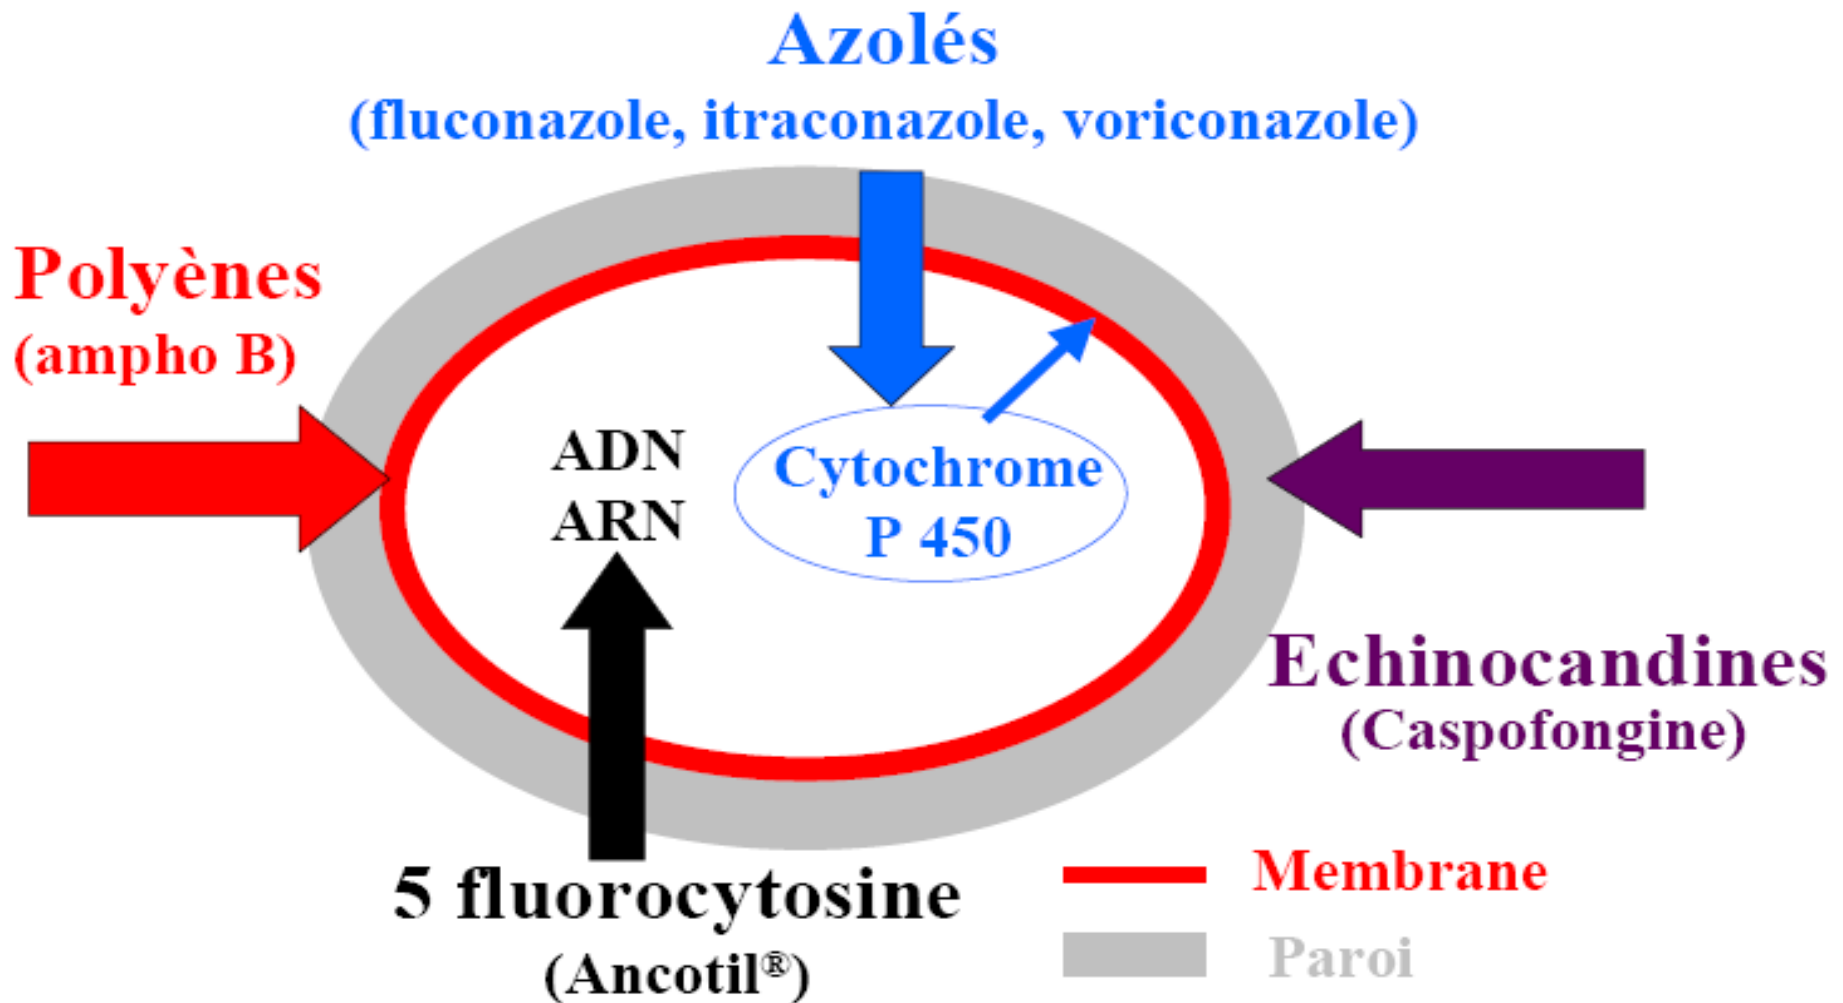 Azolés
(fluconazole, itraconazole, voriconazole)
Polyènes
(ampho B)
ADN
ARN
Cytochrome
P 450
Echinocandines
(Caspofongine)
5 fluorocytosine
(Ancotil®)
Membrane
Paroi